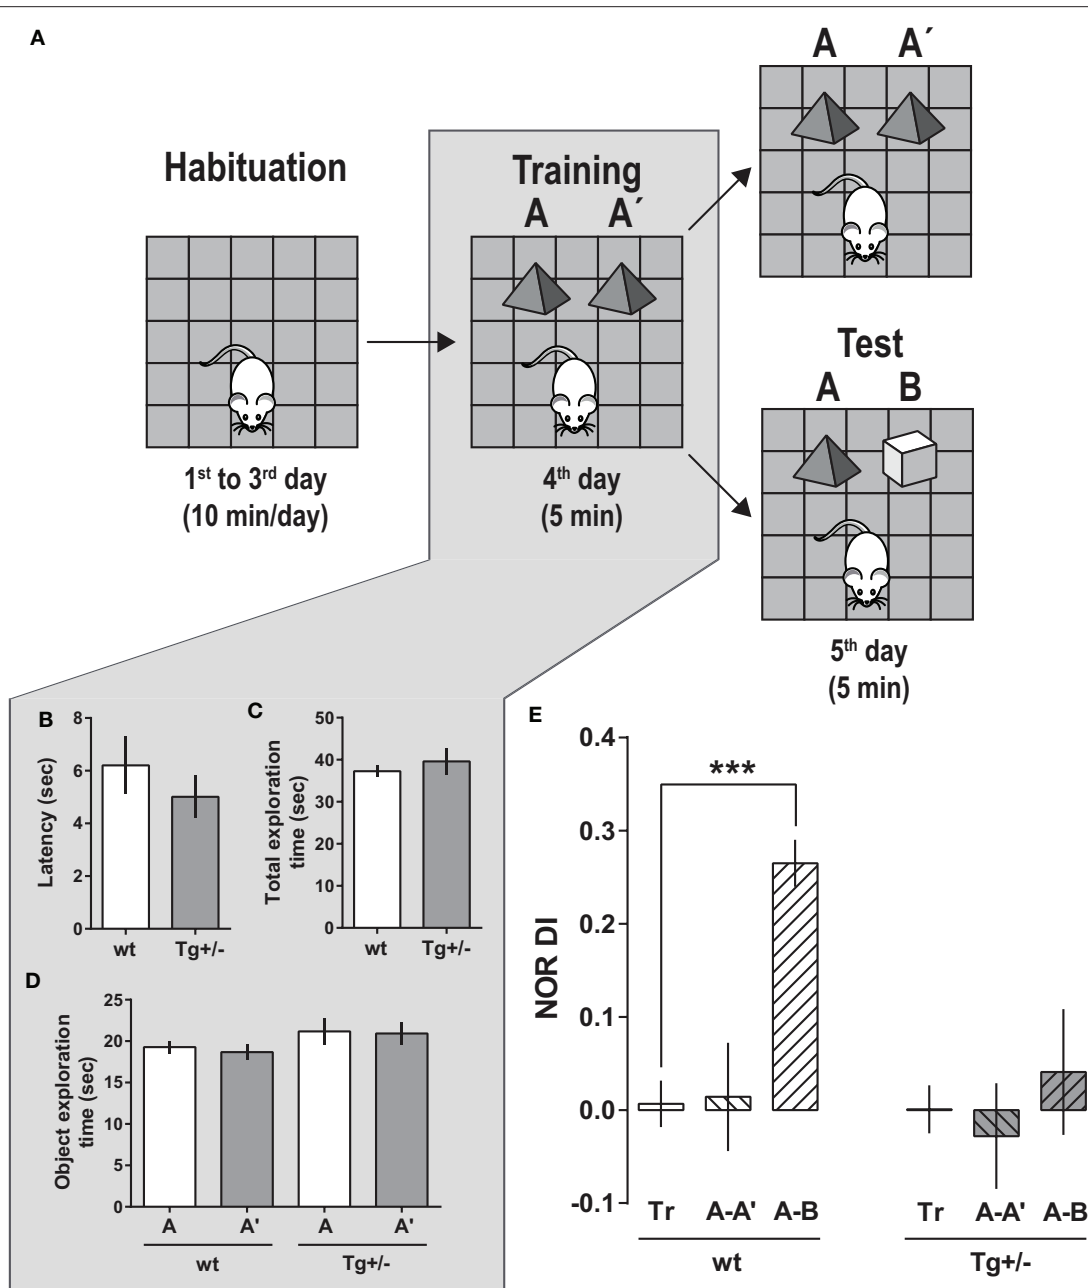 A
A A´
Habituation
Training
A A´
1st to 3rd day
(10 min/day)
4th day
(5 min)
Test
A B
5th day
(5 min)
B
Latency (sec)
8
6
4
2
0
wt Tg+/-
C
Total exploration
time (sec)
50
40
30
20
10
0
wt Tg+/-
D
Object exploration
time (sec)
25
20
15
10
5
0
A A' A A'
wt Tg+/-
E
NOR DI
0.4
0.3
0.2
0.1
0.0
-0.1
***
Tr A-A' A-B Tr A-A' A-B
wt Tg+/-